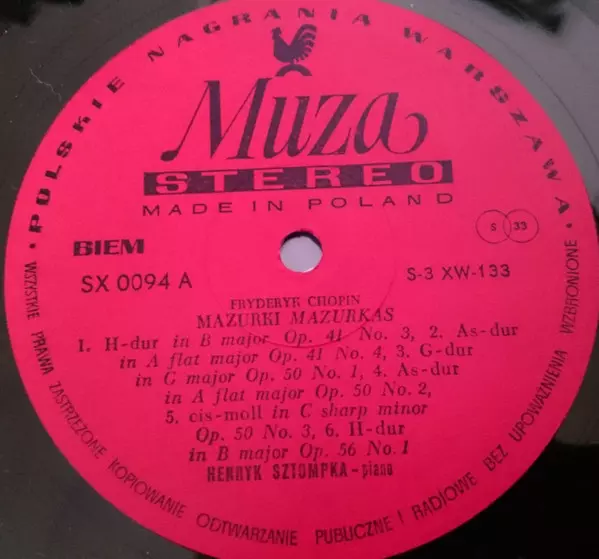 • POLSKIE NAGRANIA WARSZAWA •
Muza
STEREO
MADE IN POLAND
BIEM
S 33
SX 0094 A
S-3 XW-133
FRYDERYK CHOPIN
MAZURKI MAZURKAS
1. H-dur in B major Op. 41 No. 3, 2. As-dur
in A flat major Op. 41 No. 4, 3. G-dur
in G major Op. 50 No. 1, 4. As-dur
in A flat major Op. 50 No. 2,
5. cis-moll in C sharp minor
Op. 50 No. 3, 6. H-dur
in B major Op. 56 No. 1
HENRYK SZTOMPKA - piano
WSZYSTKIE PRAWA ZASTRZEŻONE KOPIOWANIE ODTWARZANIE PUBLICZNE I RADIOWE BEZ UPOWAŻNIENIA WZBRONIONE